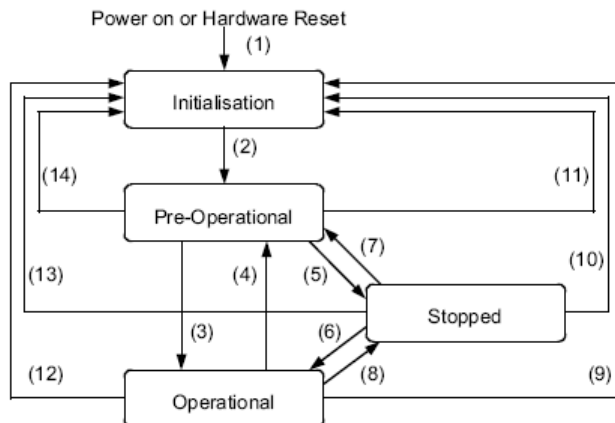 Power on or Hardware Reset
(1)
Initialisation
(2)
(14)
(11)
Pre-Operational
(7)
(13)
(4)
(5)
(10)
Stopped
(3)
(6)
(12)
(8)
(9)
Operational